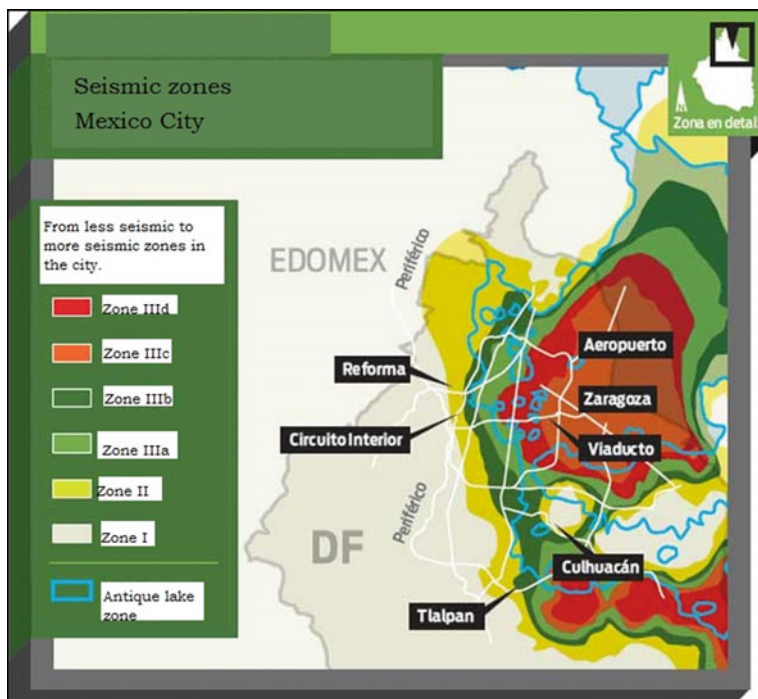 Seismic zones
Mexico City
N
Zona en detal
From less seismic to
more seismic zones in
the city.
Zone IIId
Zone IIIc
Zone IIIb
Zone IIIa
Zone II
Zone I
Antique lake
zone
EDOMEX
Periférico
Reforma
Circuito Interior
Aeropuerto
Zaragoza
Viaducto
DF
Periférico
Culhuacán
Tlalpan